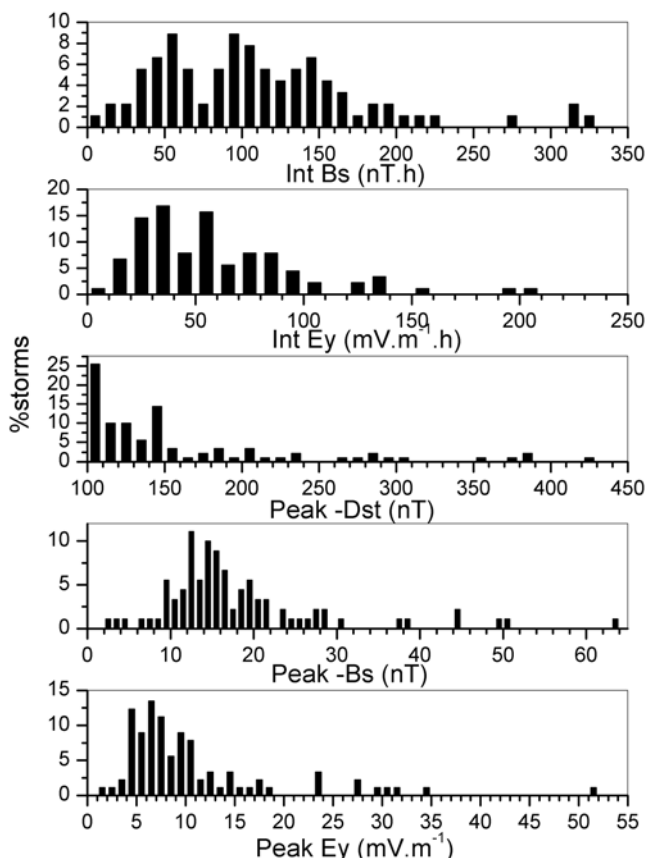 10
8
6
4
2
0
0 50 100 150 200 250 300 350
Int Bs (nT.h)
20
15
10
5
0
0 50 100 150 200 250
Int Ey (mV.m⁻¹.h)
%storms
25
20
15
10
5
0
100 150 200 250 300 350 400 450
Peak -Dst (nT)
10
5
0
0 10 20 30 40 50 60
Peak -Bs (nT)
15
10
5
0
0 5 10 15 20 25 30 35 40 45 50 55
Peak Ey (mV.m⁻¹)